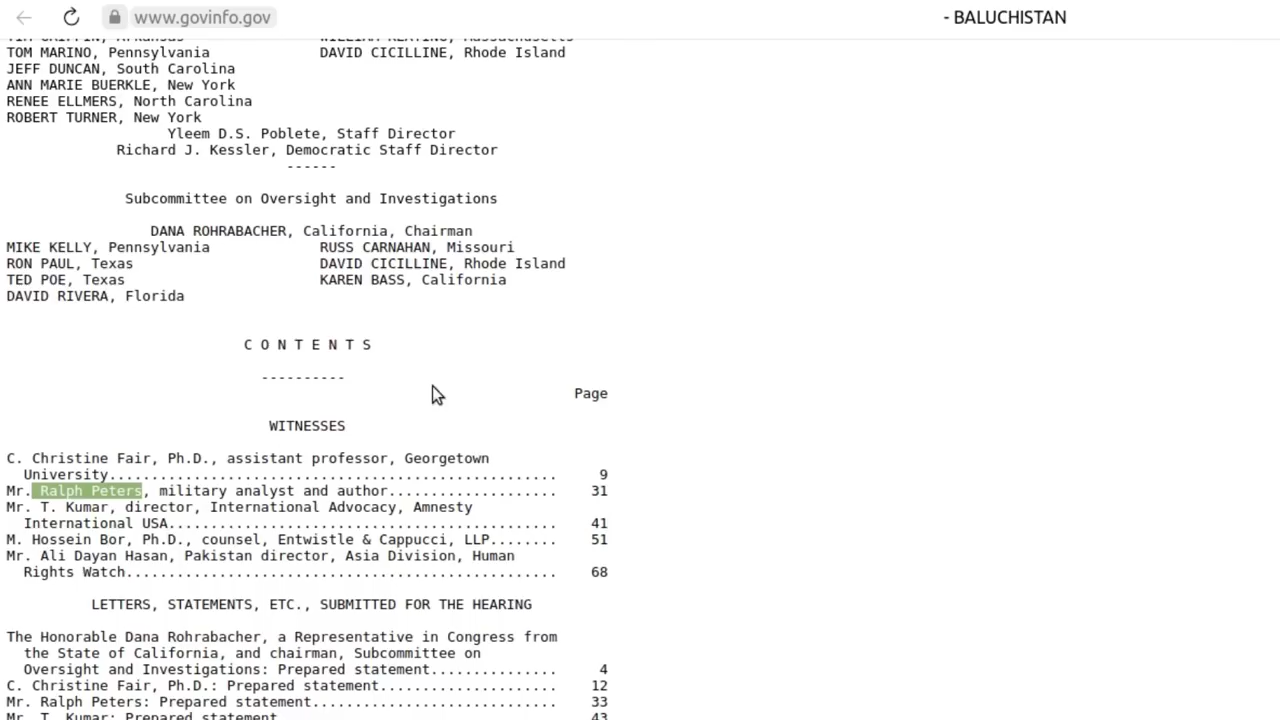 www.govinfo.gov
- BALUCHISTAN
TOM MARINO, Pennsylvania DAVID CICILLINE, Rhode Island
JEFF DUNCAN, South Carolina
ANN MARIE BUERKLE, New York
RENEE ELLMERS, North Carolina
ROBERT TURNER, New York
Yleem D.S. Poblete, Staff Director
Richard J. Kessler, Democratic Staff Director
------
Subcommittee on Oversight and Investigations
DANA ROHRABACHER, California, Chairman
MIKE KELLY, Pennsylvania RUSS CARNAHAN, Missouri
RON PAUL, Texas DAVID CICILLINE, Rhode Island
TED POE, Texas KAREN BASS, California
DAVID RIVERA, Florida
C O N T E N T S
----------
Page
WITNESSES
C. Christine Fair, Ph.D., assistant professor, Georgetown
University..................................................... 9
Mr. Ralph Peters, military analyst and author.................... 31
Mr. T. Kumar, director, International Advocacy, Amnesty
International USA.............................................. 41
M. Hossein Bor, Ph.D., counsel, Entwistle & Cappucci, LLP........ 51
Mr. Ali Dayan Hasan, Pakistan director, Asia Division, Human
Rights Watch................................................... 68
LETTERS, STATEMENTS, ETC., SUBMITTED FOR THE HEARING
The Honorable Dana Rohrabacher, a Representative in Congress from
the State of California, and chairman, Subcommittee on
Oversight and Investigations: Prepared statement............... 4
C. Christine Fair, Ph.D.: Prepared statement..................... 12
Mr. Ralph Peters: Prepared statement............................. 33
Mr. T. Kumar: Prepared statement................................. 43